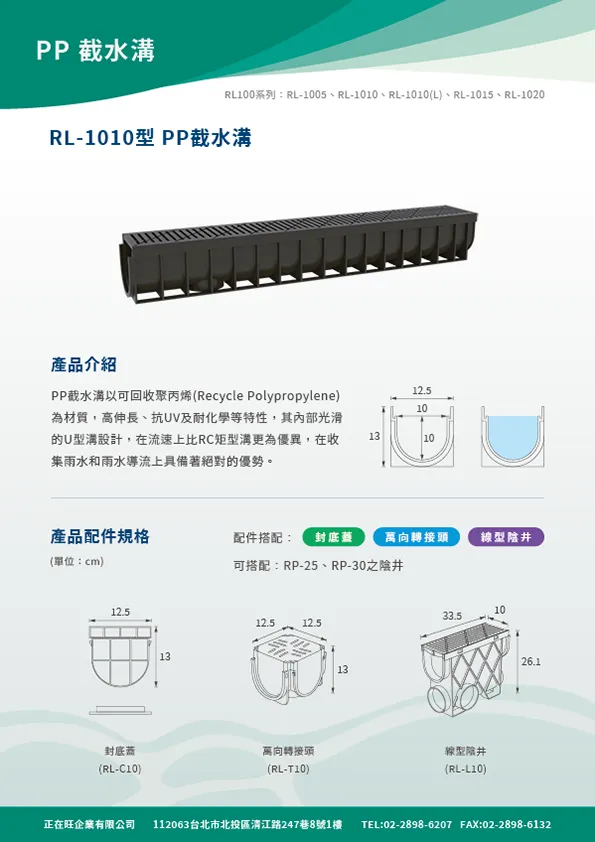 PP 截水溝
RL100系列：RL-1005、RL-1010、RL-1010(L)、RL-1015、RL-1020
RL-1010型 PP截水溝
產品介紹
PP截水溝以可回收聚丙烯(Recycle Polypropylene)
為材質，高伸長、抗UV及耐化學等特性，其內部光滑
的U型溝設計，在流速上比RC矩型溝更為優異，在收
集雨水和雨水導流上具備著絕對的優勢。
12.5
10
13
10
產品配件規格
(單位：cm)
配件搭配：
封底蓋
萬向轉接頭
線型陰井
可搭配：RP-25、RP-30之陰井
12.5
13
封底蓋
(RL-C10)
12.5
12.5
13
萬向轉接頭
(RL-T10)
33.5
10
26.1
線型陰井
(RL-L10)
正在旺企業有限公司
112063台北市北投區清江路247巷8號1樓
TEL:02-2898-6207 FAX:02-2898-6132